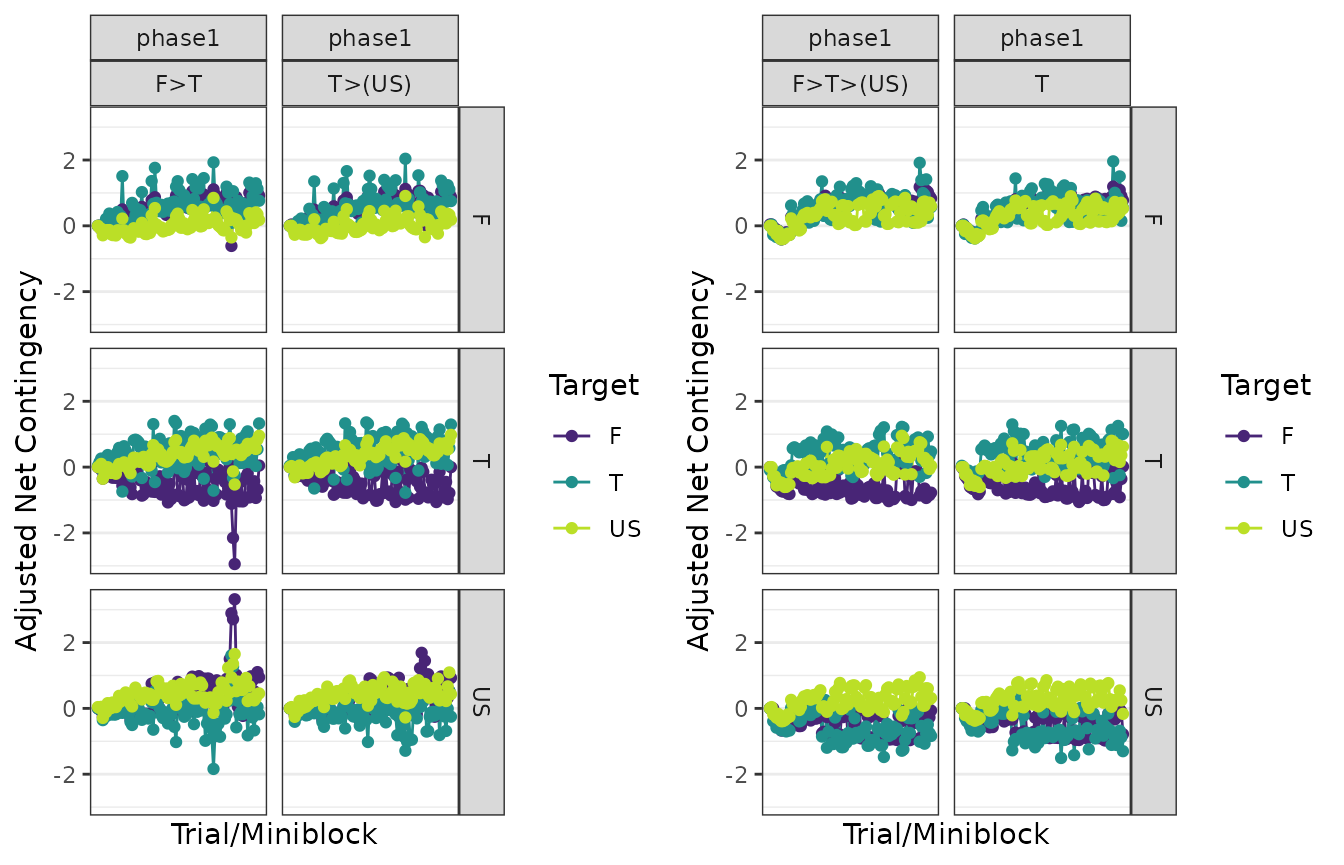 phase1
phase1
F>T
T>(US)
2
0
-2
F
2
0
-2
T
2
0
-2
US
Adjusted Net Contingency
Trial/Miniblock
Target
F
T
US
phase1
phase1
F>T>(US)
T
2
0
-2
F
2
0
-2
T
2
0
-2
US
Adjusted Net Contingency
Trial/Miniblock
Target
F
T
US